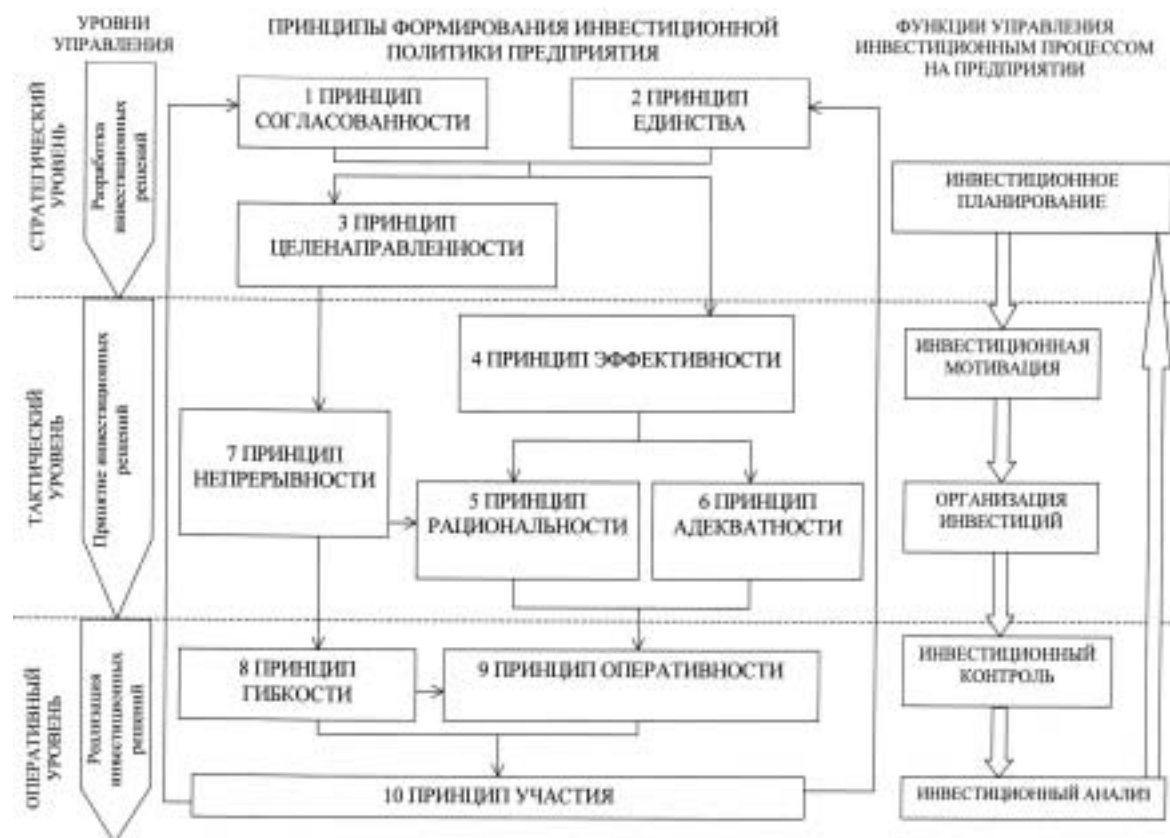 УРОВНИ
УПРАВЛЕНИЯ
ПРИНЦИПЫ ФОРМИРОВАНИЯ ИНВЕСТИЦИОННОЙ
ПОЛИТИКИ ПРЕДПРИЯТИЯ
ФУНКЦИИ УПРАВЛЕНИЯ
ИНВЕСТИЦИОННЫМ ПРОЦЕССОМ
НА ПРЕДПРИЯТИИ
СТРАТЕГИЧЕСКИЙ
УРОВЕНЬ
Разработка
инвестиционных
решений
1 ПРИНЦИП
СОГЛАСОВАННОСТИ
2 ПРИНЦИП
ЕДИНСТВА
3 ПРИНЦИП
ЦЕЛЕНАПРАВЛЕННОСТИ
ИНВЕСТИЦИОННОЕ
ПЛАНИРОВАНИЕ
ТАКТИЧЕСКИЙ
УРОВЕНЬ
Принятие инвестиционных
решений
4 ПРИНЦИП ЭФФЕКТИВНОСТИ
7 ПРИНЦИП
НЕПРЕРЫВНОСТИ
5 ПРИНЦИП
РАЦИОНАЛЬНОСТИ
6 ПРИНЦИП
АДЕКВАТНОСТИ
ИНВЕСТИЦИОННАЯ
МОТИВАЦИЯ
ОРГАНИЗАЦИЯ
ИНВЕСТИЦИЙ
ОПЕРАТИВНЫЙ
УРОВЕНЬ
Реализация
инвестиционных
решений
8 ПРИНЦИП
ГИБКОСТИ
9 ПРИНЦИП ОПЕРАТИВНОСТИ
10 ПРИНЦИП УЧАСТИЯ
ИНВЕСТИЦИОННЫЙ
КОНТРОЛЬ
ИНВЕСТИЦИОННЫЙ АНАЛИЗ